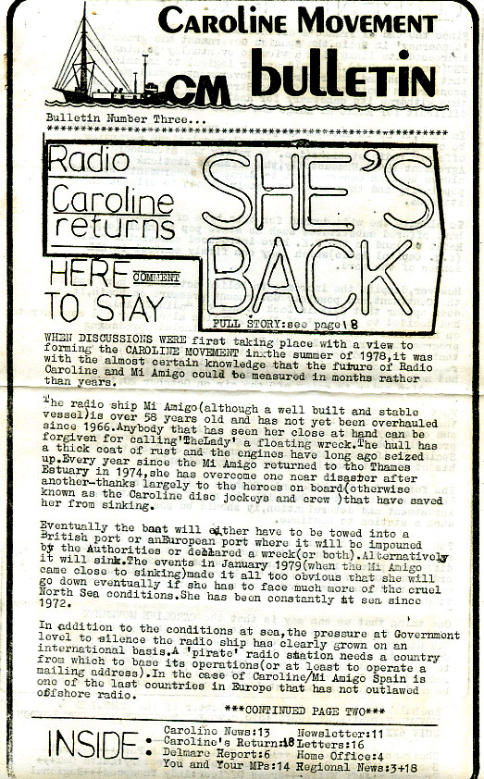 CAROLINE MOVEMENT
CM bulletin
Bulletin Number Three...
Radio
Caroline
returns
SHE'S
BACK
HERE COMMENT
TO STAY
FULL STORY:see page18
WHEN DISCUSSIONS WERE first taking place with a view to
forming the CAROLINE MOVEMENT in the summer of 1978,it was
with the almost certain knowledge that the future of Radio
Caroline and Mi Amigo could be measured in months rather
than years.
The radio ship Mi Amigo(although a well built and stable
vessel)is over 58 years old and has not yet been overhauled
since 1966.Anybody that has seen her close at hand can be
forgiven for calling'TheLady' a floating wreck.The hull has
a thick coat of rust and the engines have long ago seized
up.Every year since the Mi Amigo returned to the Thames
Estuary in 1974,she has overcome one near disaster after
another-thanks largely to the heroes on board(otherwise
known as the Caroline disc jockeys and crew )that have saved
her from sinking.
Eventually the boat will either have to be towed into a
British port or anEuropean port where it will be impounded
by the Authorities or declared a wreck(or both).Alternatively
it will sink.The events in January 1979(when the Mi Amigo
came close to sinking)made it all too obvious that she will
go down eventually if she has to face much more of the cruel
North Sea conditions.She has been constantly at sea since
1972.
In addition to the conditions at sea,the pressure at Government
level to silence the radio ship has clearly grown on an
international basis.A 'pirate' radio station needs a country
from which to base its operations(or at least to operate a
mailing address).In the case of Caroline/Mi Amigo Spain is
one of the last countries in Europe that has not outlawed
offshore radio.
***CONTINUED PAGE TWO***
INSIDE:
Caroline News:13 Newsletter:11
Caroline's Return:18 Letters:16
Delmare Report:6 Home Office:4
You and Your MPs:14 Regional News:3+18